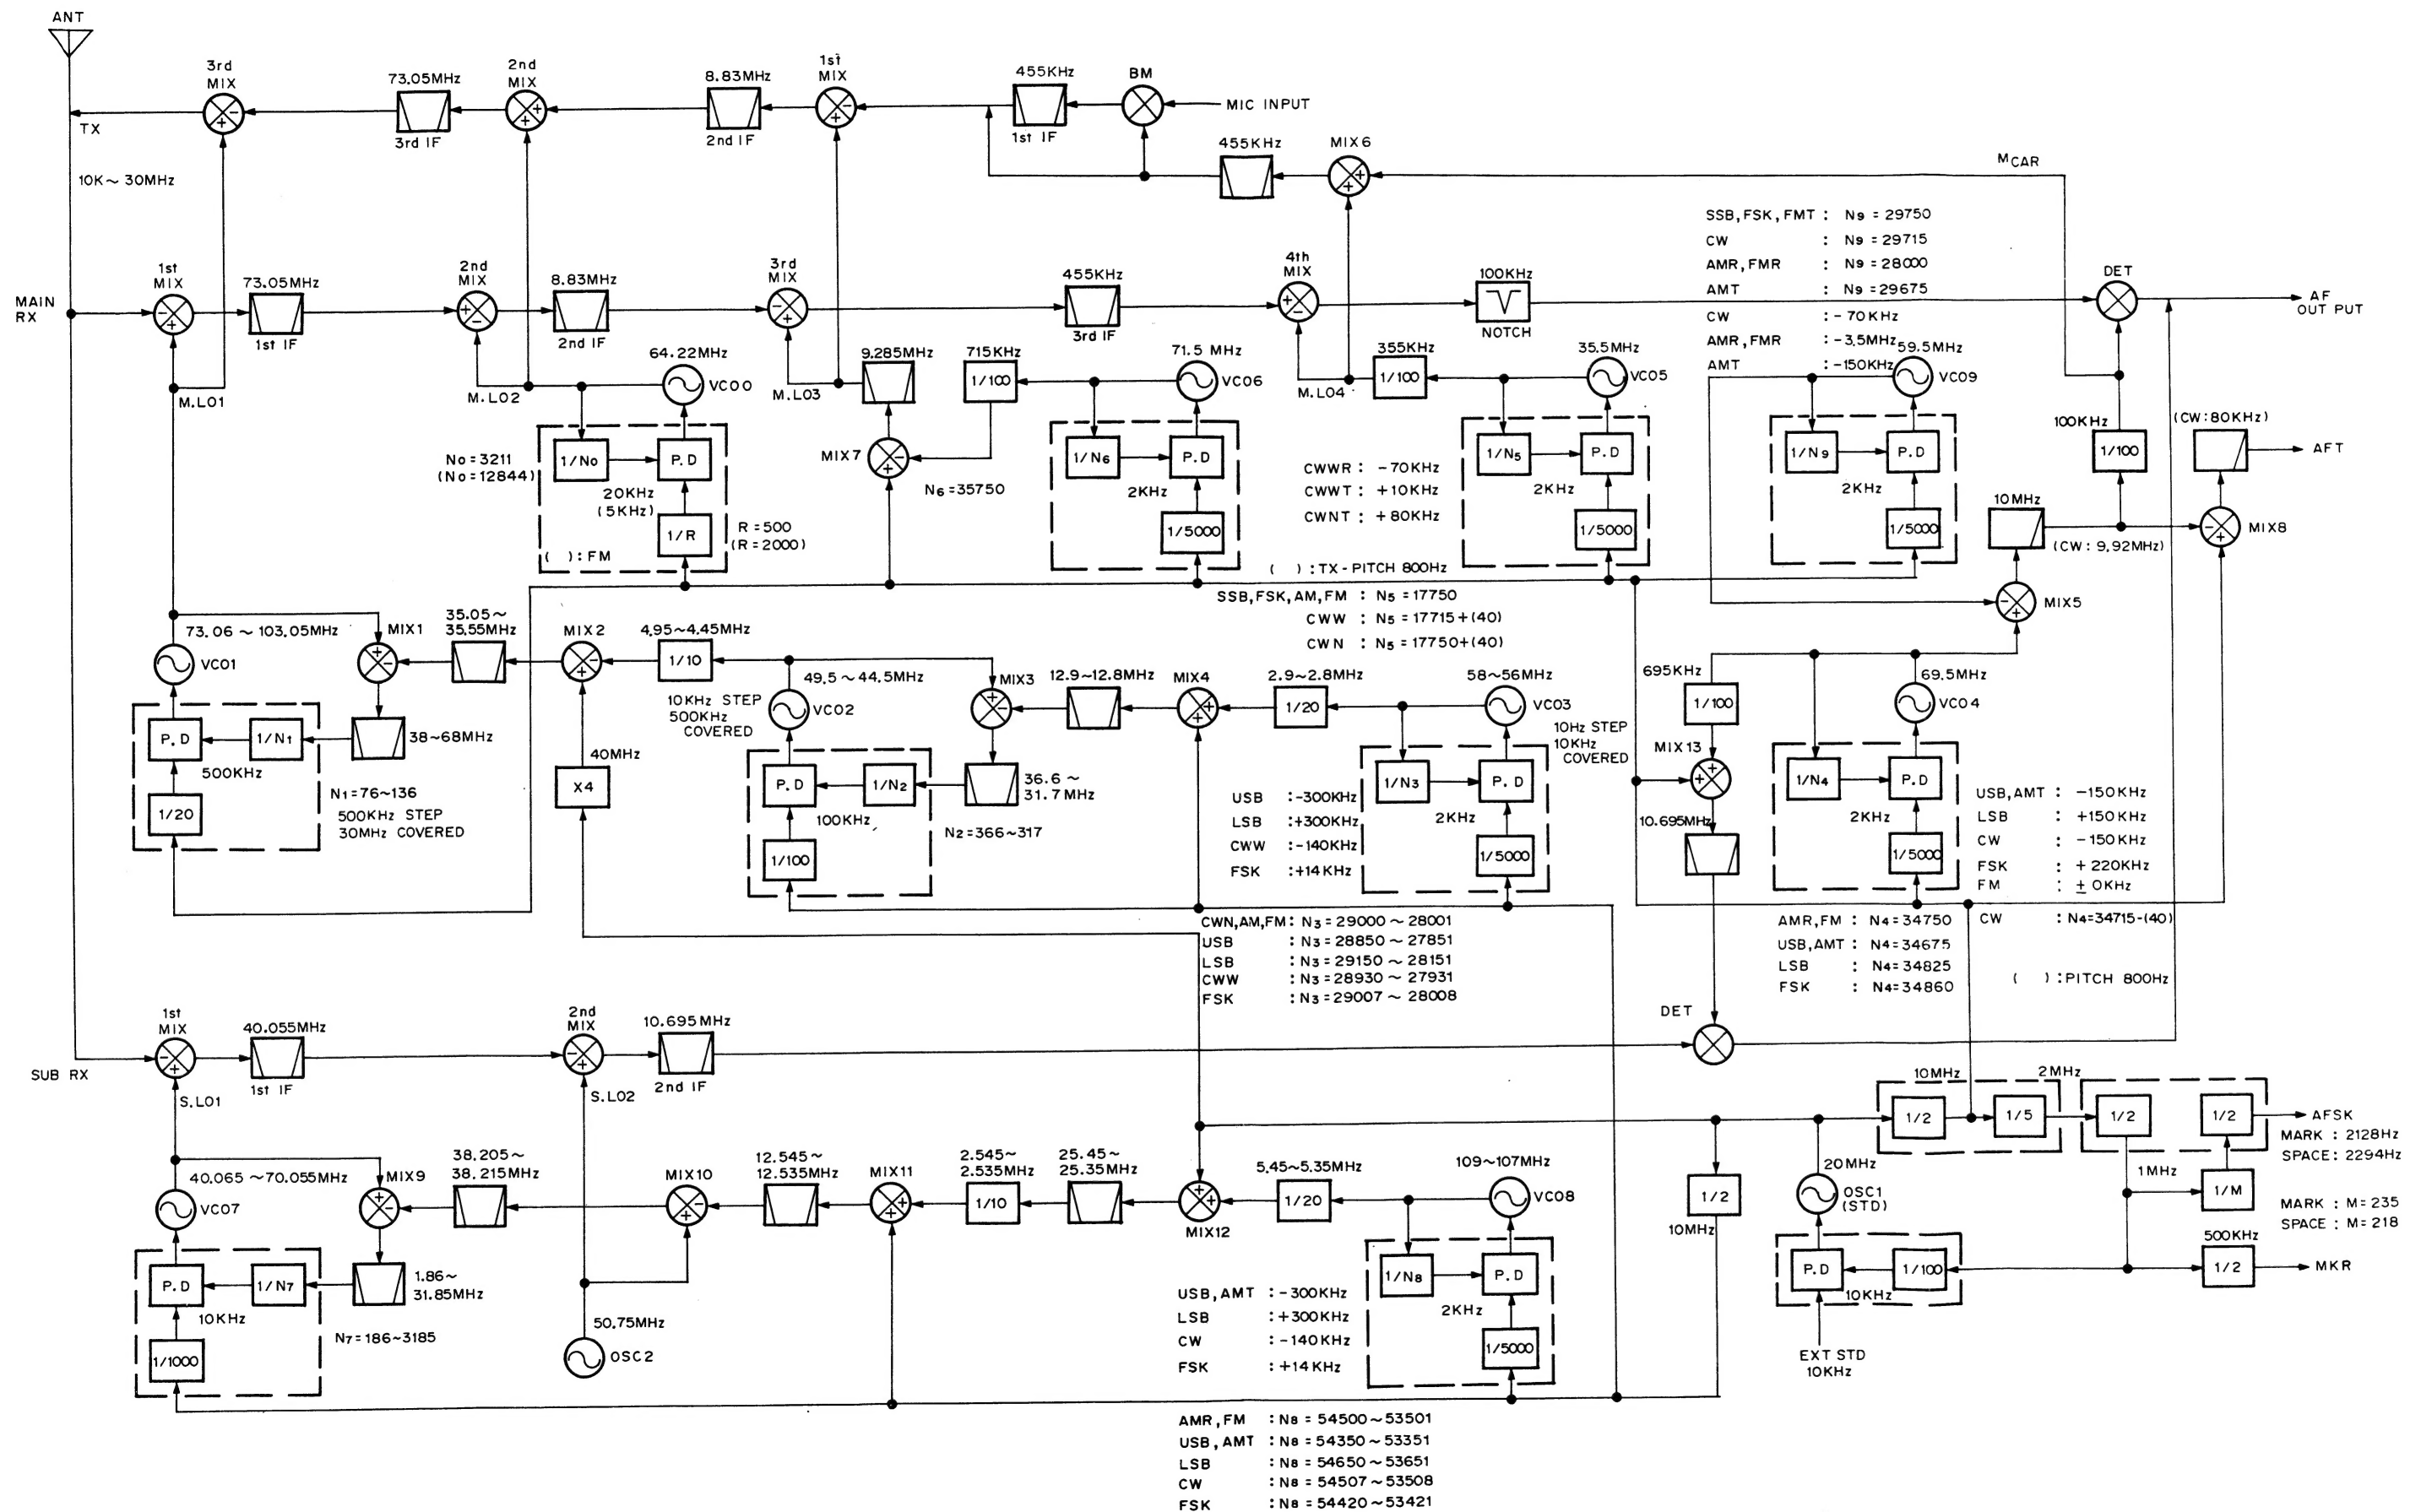 ANT
3rd
MIX
73.05MHz
2nd
MIX
8.83MHz
1st
MIX
455KHz
BM
MIC INPUT
TX
3rd IF
2nd IF
1st IF
10K~30MHz
455KHz
MIX6
MCAR
SSB,FSK,FMT : N9 = 29750
CW : N9 = 29715
AMR,FMR : N9 = 28000
AMT : N9 = 29675
CW : -70KHz
AMR,FMR : -3.5MHz
AMT : -150KHz
MAIN
RX
1st
MIX
73.05MHz
1st IF
2nd
MIX
8.83MHz
2nd IF
3rd
MIX
455KHz
3rd IF
4th
MIX
100KHz
NOTCH
DET
AF
OUT PUT
M.LO1
M.LO2
64.22MHz
VCO0
M.LO3
9.285MHz
715KHz
1/100
71.5 MHz
VCO6
M.LO4
355KHz
1/100
35.5MHz
VCO5
59.5MHz
VCO9
No=3211
(No=12844)
1/No
P.D
20KHz
(5KHz)
1/R
R=500
(R=2000)
( ):FM
MIX7
N6=35750
1/N6
P.D
2KHz
1/5000
CWWR : -70KHz
CWWT : +10KHz
CWNT : +80KHz
1/N5
P.D
2KHz
1/5000
( ):TX-PITCH 800Hz
1/N9
P.D
2KHz
1/5000
100KHz
1/100
(CW:80KHz)
AFT
10MHz
(CW: 9.92MHz)
MIX8
MIX5
SSB,FSK,AM,FM : N5=17750
CWW : N5=17715+(40)
CWN : N5=17750+(40)
73.06~103.05MHz
VCO1
MIX1
35.05~
35.55MHz
MIX2
4.95~4.45MHz
1/10
49.5~44.5MHz
10KHz STEP
500KHz
COVERED
VCO2
MIX3
12.9~12.8MHz
MIX4
2.9~2.8MHz
1/20
58~56MHz
VCO3
10Hz STEP
10KHz
COVERED
695KHz
1/100
MIX13
10.695MHz
69.5MHz
VCO4
P.D
1/N1
500KHz
1/20
38~68MHz
N1=76~136
500KHz STEP
30MHz COVERED
40MHz
X4
P.D
1/N2
100KHz
1/100
36.6~
31.7MHz
N2=366~317
USB :-300KHz
LSB :+300KHz
CWW :-140KHz
FSK :+14KHz
1/N3
P.D
2KHz
1/5000
1/N4
P.D
2KHz
1/5000
USB,AMT : -150KHz
LSB : +150KHz
CW : -150KHz
FSK : +220KHz
FM : ±0KHz
CWN,AM,FM: N3=29000~28001
USB : N3=28850~27851
LSB : N3=29150~28151
CWW : N3=28930~27931
FSK : N3=29007~28008
AMR,FM : N4=34750
USB,AMT : N4=34675
LSB : N4=34825
FSK : N4=34860
CW : N4=34715-(40)
( ):PITCH 800Hz
SUB RX
1st
MIX
40.055MHz
1st IF
2nd
MIX
10.695MHz
2nd IF
DET
S.LO1
S.LO2
10MHz
1/2
1/5
2MHz
1/2
1/2
AFSK
MARK : 2128Hz
SPACE: 2294Hz
1MHz
1/M
MARK : M=235
SPACE : M=218
500KHz
1/2
MKR
40.065~70.055MHz
VCO7
MIX9
38.205~
38.215MHz
MIX10
12.545~
12.535MHz
MIX11
2.545~
2.535MHz
1/10
25.45~
25.35MHz
MIX12
5.45~5.35MHz
1/20
109~107MHz
VCO8
1/2
10MHz
20MHz
OSC1
(STD)
P.D
1/100
10KHz
EXT STD
10KHz
P.D
1/N7
10KHz
1/1000
1.86~
31.85MHz
N7=186~3185
50.75MHz
OSC2
USB,AMT :-300KHz
LSB :+300KHz
CW :-140KHz
FSK :+14KHz
1/N8
P.D
2KHz
1/5000
AMR,FM : N8=54500~53501
USB,AMT : N8=54350~53351
LSB : N8=54650~53651
CW : N8=54507~53508
FSK : N8=54420~53421